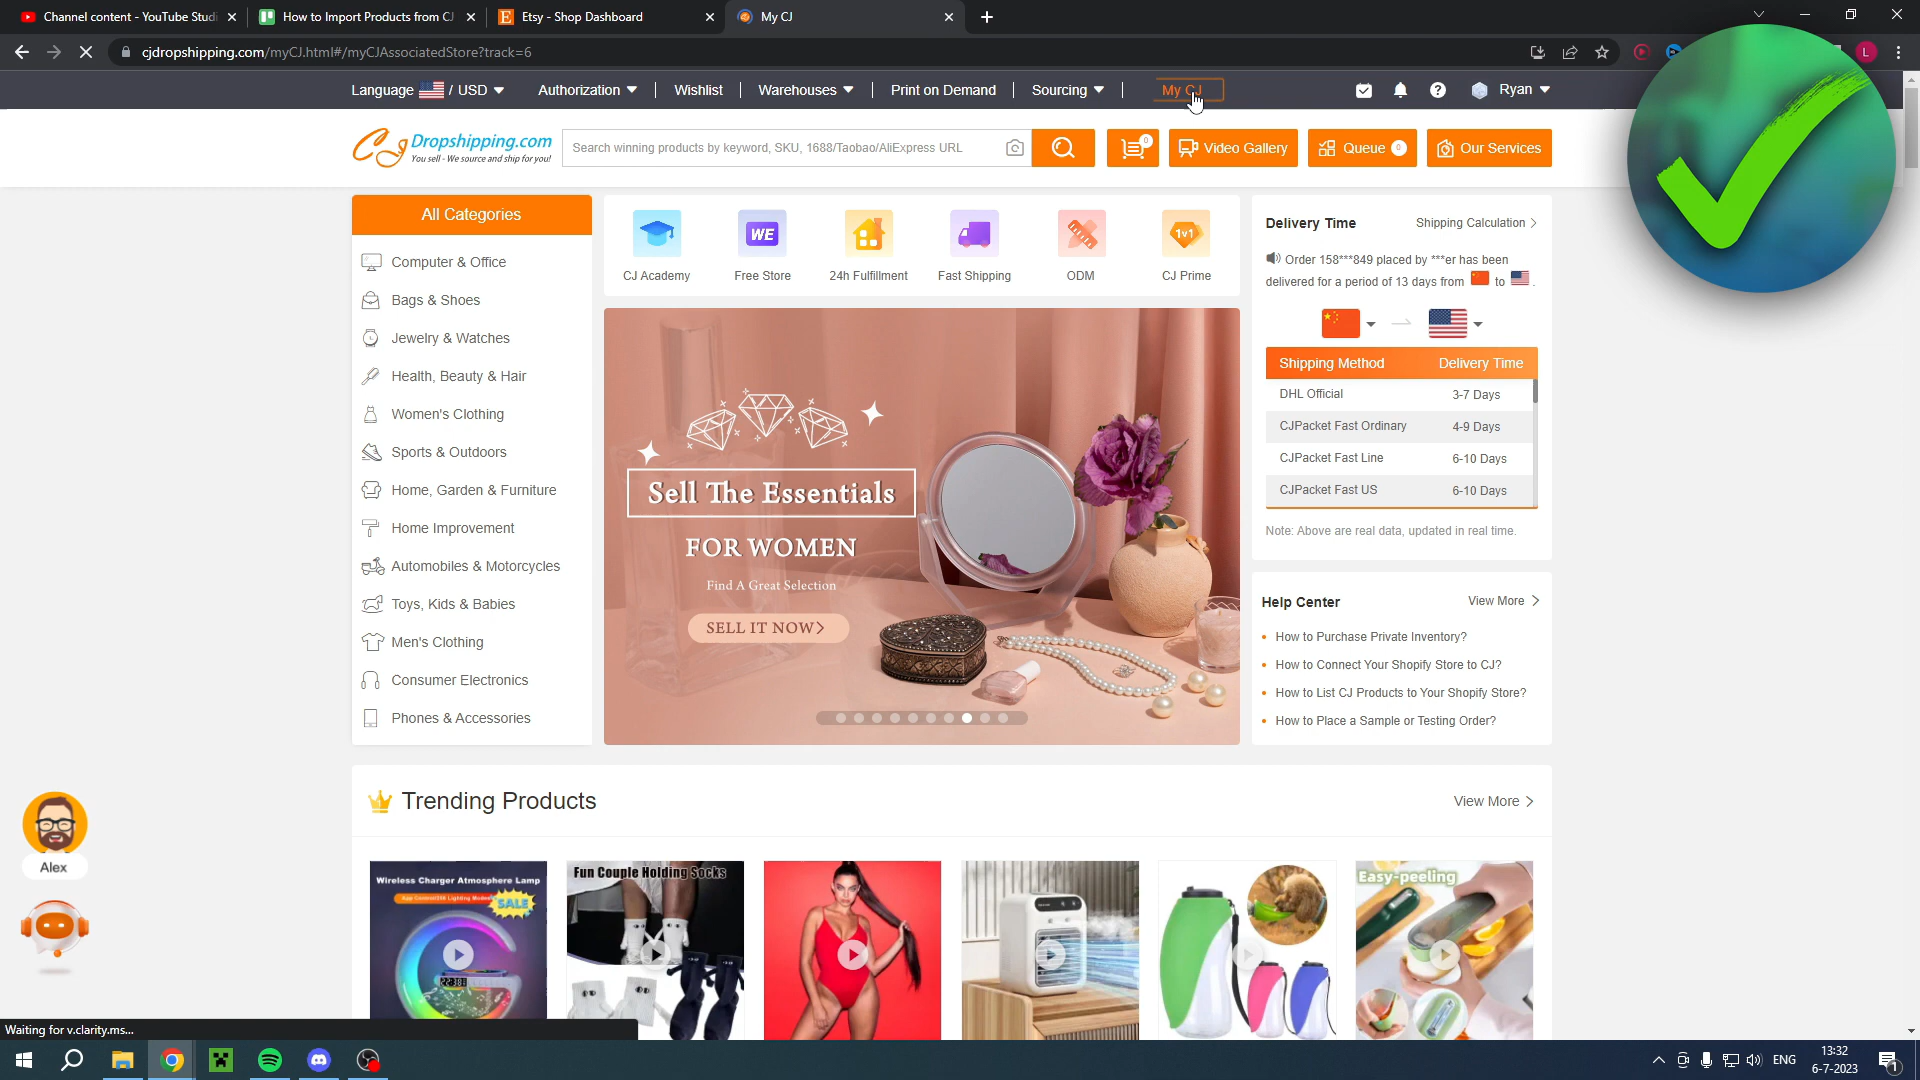 Channel content - YouTube Studi
How to Import Products from CJ
Etsy - Shop Dashboard
My CJ
cjdropshipping.com/myCJ.html#/myCJAssociatedStore?track=6
Language / USD
Authorization
Wishlist
Warehouses
Print on Demand
Sourcing
My CJ
Ryan
L
CJ Dropshipping.com
You sell - We source and ship for you!
Search winning products by keyword, SKU, 1688/Taobao/AliExpress URL
0
Video Gallery
Queue 0
Our Services
All Categories
Computer & Office
Bags & Shoes
Jewelry & Watches
Health, Beauty & Hair
Women's Clothing
Sports & Outdoors
Home, Garden & Furniture
Home Improvement
Automobiles & Motorcycles
Toys, Kids & Babies
Men's Clothing
Consumer Electronics
Phones & Accessories
WE
1v1
CJ Academy
Free Store
24h Fulfillment
Fast Shipping
ODM
CJ Prime
Sell The Essentials
FOR WOMEN
Find A Great Selection
SELL IT NOW>
Delivery Time
Shipping Calculation >
Order 158***849 placed by ***er has been
delivered for a period of 13 days from to .
Shipping Method Delivery Time
DHL Official 3-7 Days
CJPacket Fast Ordinary 4-9 Days
CJPacket Fast Line 6-10 Days
CJPacket Fast US 6-10 Days
Note: Above are real data, updated in real time.
Help Center
View More >
How to Purchase Private Inventory?
How to Connect Your Shopify Store to CJ?
How to List CJ Products to Your Shopify Store?
How to Place a Sample or Testing Order?
Trending Products
View More >
Wireless Charger Atmosphere Lamp
SALE
Fun Couple Holding Socks
Easy-peeling
Alex
Waiting for v.clarity.ms...
ENG
13:32
6-7-2023
1